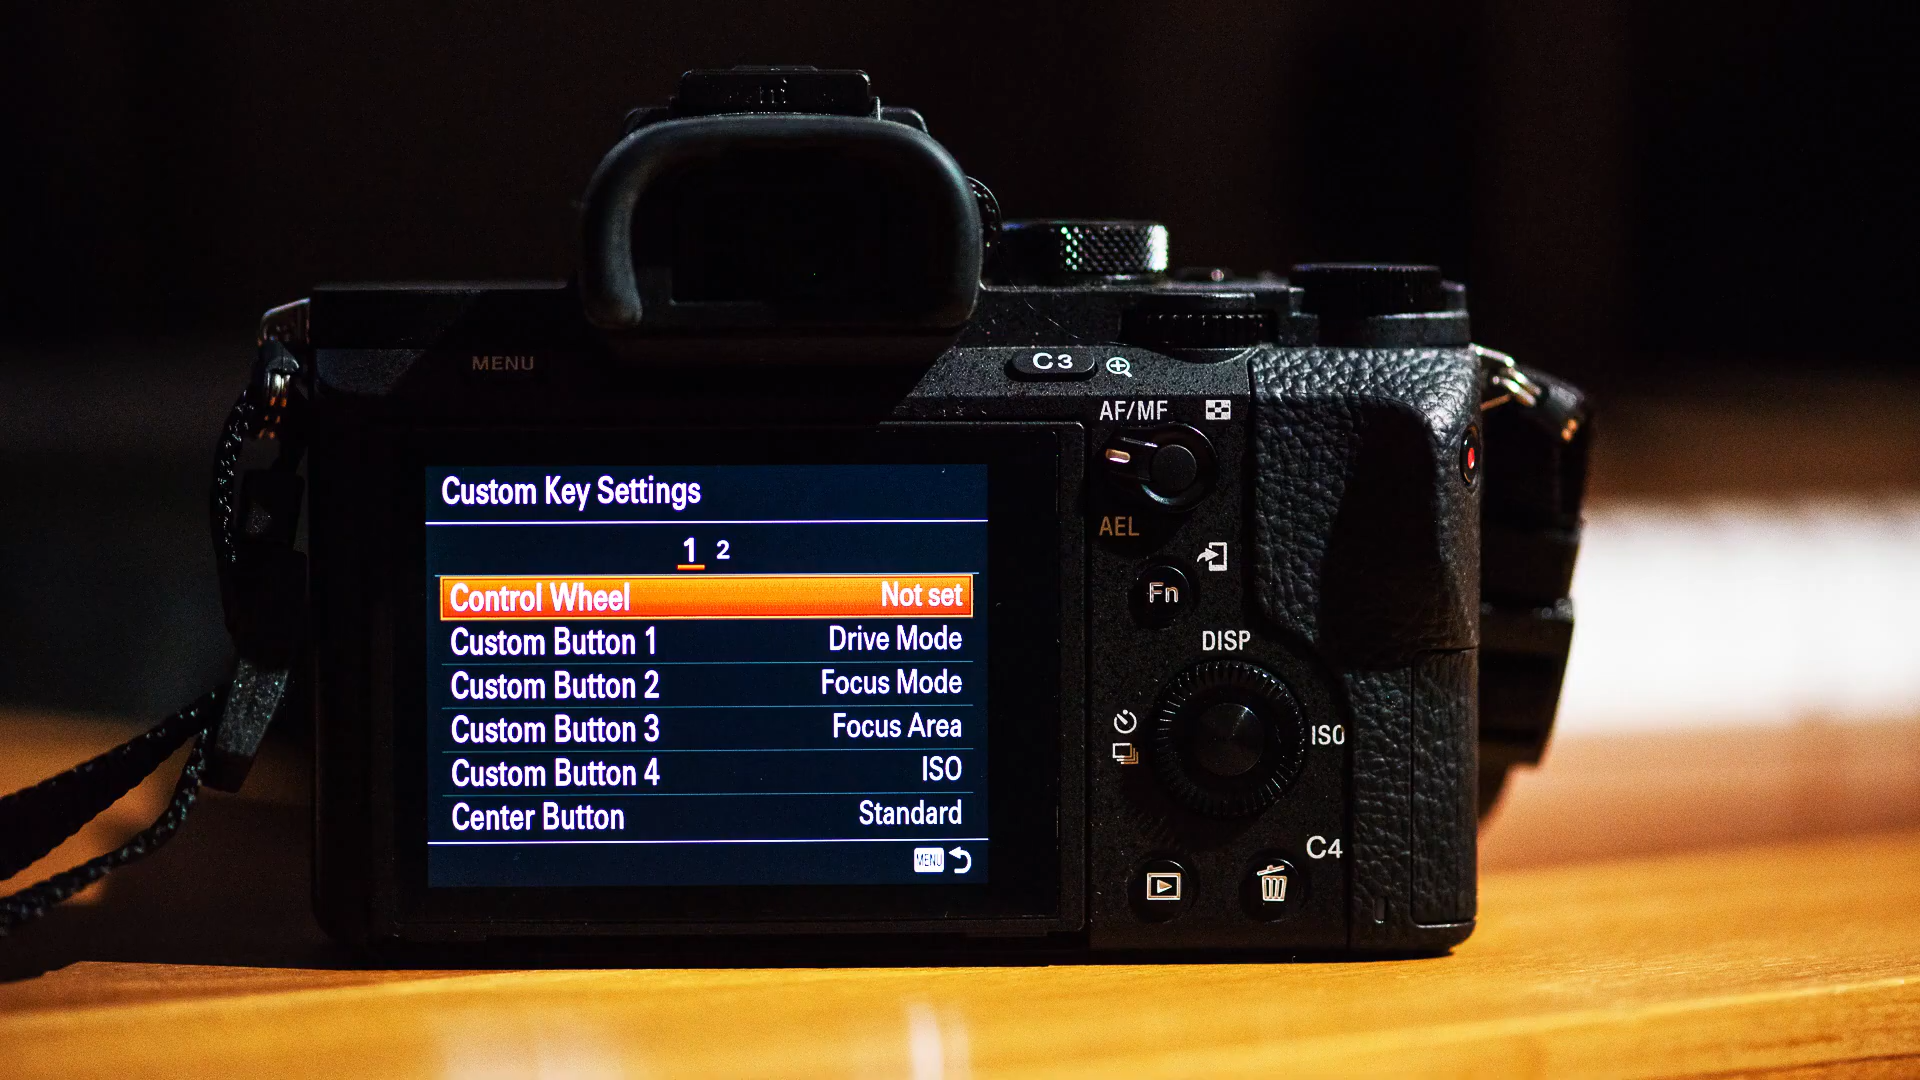 MENU
C3
AF/MF
Custom Key Settings
1 2
AEL
Control Wheel Not set
Fn
Custom Button 1 Drive Mode
DISP
Custom Button 2 Focus Mode
Custom Button 3 Focus Area
ISO
Custom Button 4 ISO
Center Button Standard
C4
MENU